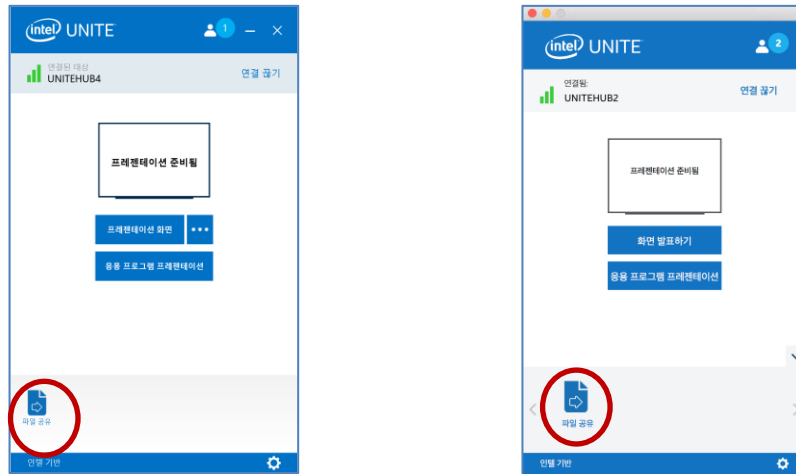 intel UNITE 1
연결된 대상
UNITEHUB4 연결 끊기
프레젠테이션 준비됨
프레젠테이션 화면
응용 프로그램 프레젠테이션
파일 공유
인텔 기반
intel UNITE 2
연결됨:
UNITEHUB2 연결 끊기
프레젠테이션 준비됨
화면 발표하기
응용 프로그램 프레젠테이션
파일 공유
인텔 기반